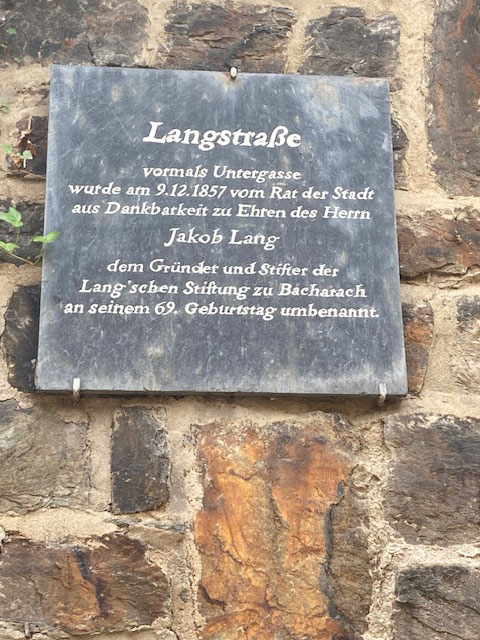 Langstraße
vormals Untergasse
wurde am 9.12.1857 vom Rat der Stadt
aus Dankbarkeit zu Ehren des Herrn
Jakob Lang
dem Gründer und Stifter der
Lang'schen Stiftung zu Bacharach
an seinem 69. Geburtstag umbenannt.